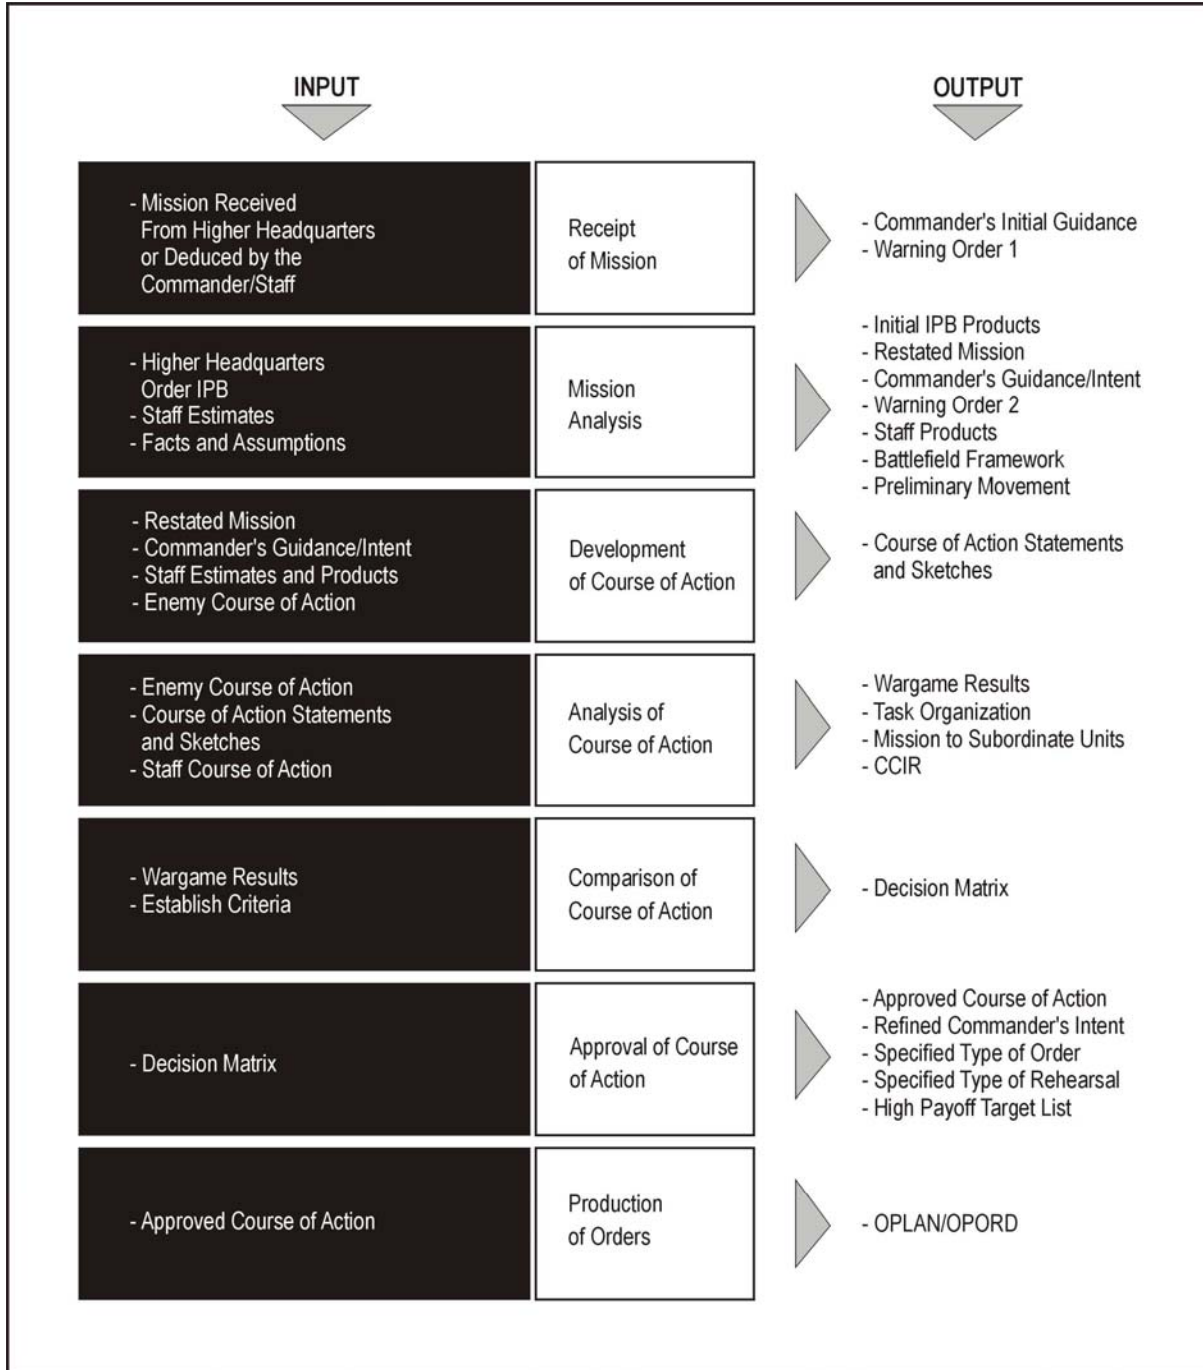 INPUT
OUTPUT
- Mission Received
From Higher Headquarters
or Deduced by the
Commander/Staff
Receipt
of Mission
- Commander's Initial Guidance
- Warning Order 1
- Higher Headquarters
Order IPB
- Staff Estimates
- Facts and Assumptions
Mission
Analysis
- Initial IPB Products
- Restated Mission
- Commander's Guidance/Intent
- Warning Order 2
- Staff Products
- Battlefield Framework
- Preliminary Movement
- Restated Mission
- Commander's Guidance/Intent
- Staff Estimates and Products
- Enemy Course of Action
Development
of Course of Action
- Course of Action Statements
and Sketches
- Enemy Course of Action
- Course of Action Statements
and Sketches
- Staff Course of Action
Analysis of
Course of Action
- Wargame Results
- Task Organization
- Mission to Subordinate Units
- CCIR
- Wargame Results
- Establish Criteria
Comparison of
Course of Action
- Decision Matrix
- Decision Matrix
Approval of Course
of Action
- Approved Course of Action
- Refined Commander's Intent
- Specified Type of Order
- Specified Type of Rehearsal
- High Payoff Target List
- Approved Course of Action
Production
of Orders
- OPLAN/OPORD